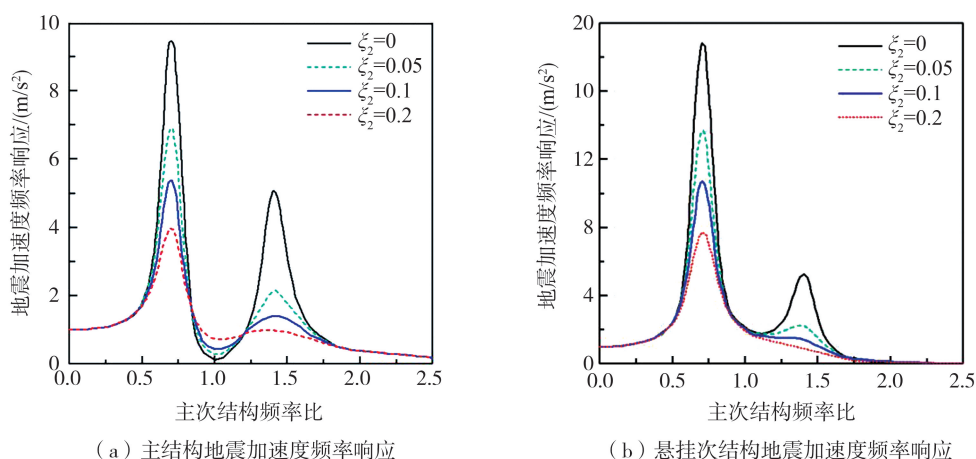 10
8
6
4
2
0
地震加速度频率响应/(m/s²)
ξ₂=0
ξ₂=0.05
ξ₂=0.1
ξ₂=0.2
0.0 0.5 1.0 1.5 2.0 2.5
主次结构频率比
(a)主结构地震加速度频率响应
20
16
12
8
4
0
地震加速度频率响应/(m/s²)
ξ₂=0
ξ₂=0.05
ξ₂=0.1
ξ₂=0.2
0.0 0.5 1.0 1.5 2.0 2.5
主次结构频率比
(b)悬挂次结构地震加速度频率响应